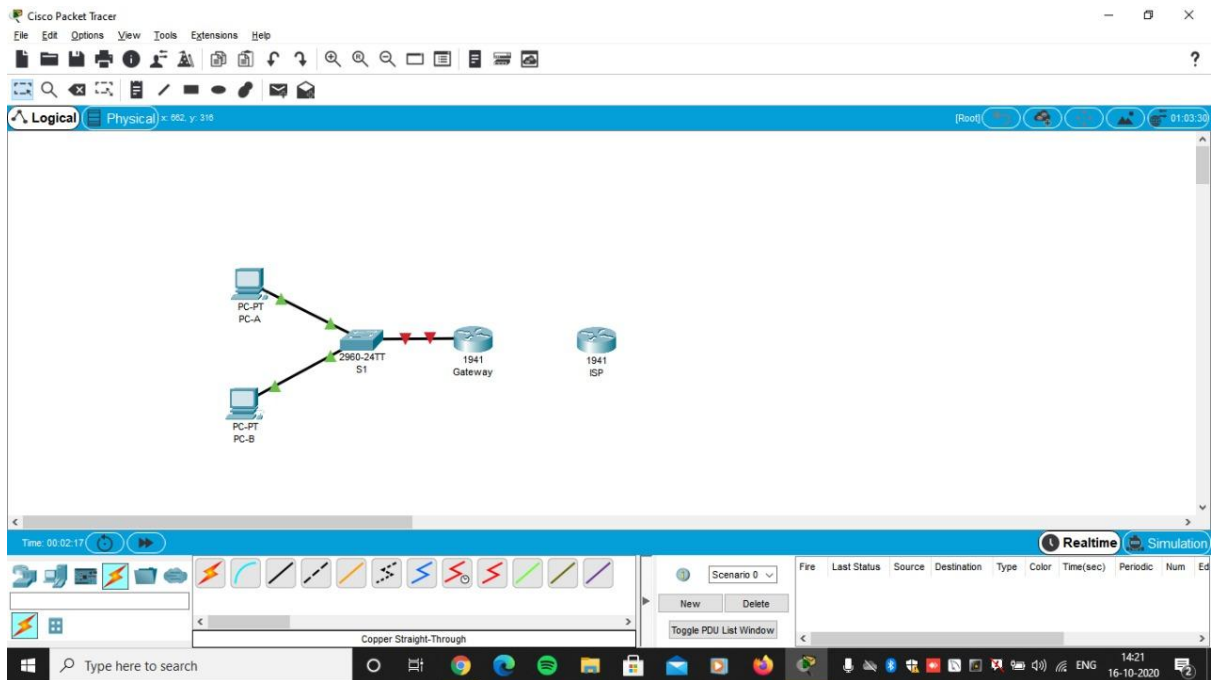 Cisco Packet Tracer
File Edit Options View Tools Extensions Help
?
Logical Physical x: 662, y: 316 [Root] 01:03:30
PC-PT
PC-A
2960-24TT
S1
1941
Gateway
1941
ISP
PC-PT
PC-B
Time: 00:02:17 Realtime Simulation
Scenario 0
Fire Last Status Source Destination Type Color Time(sec) Periodic Num Ed
New Delete
Toggle PDU List Window
Copper Straight-Through
Type here to search
ENG
14:21
16-10-2020
2